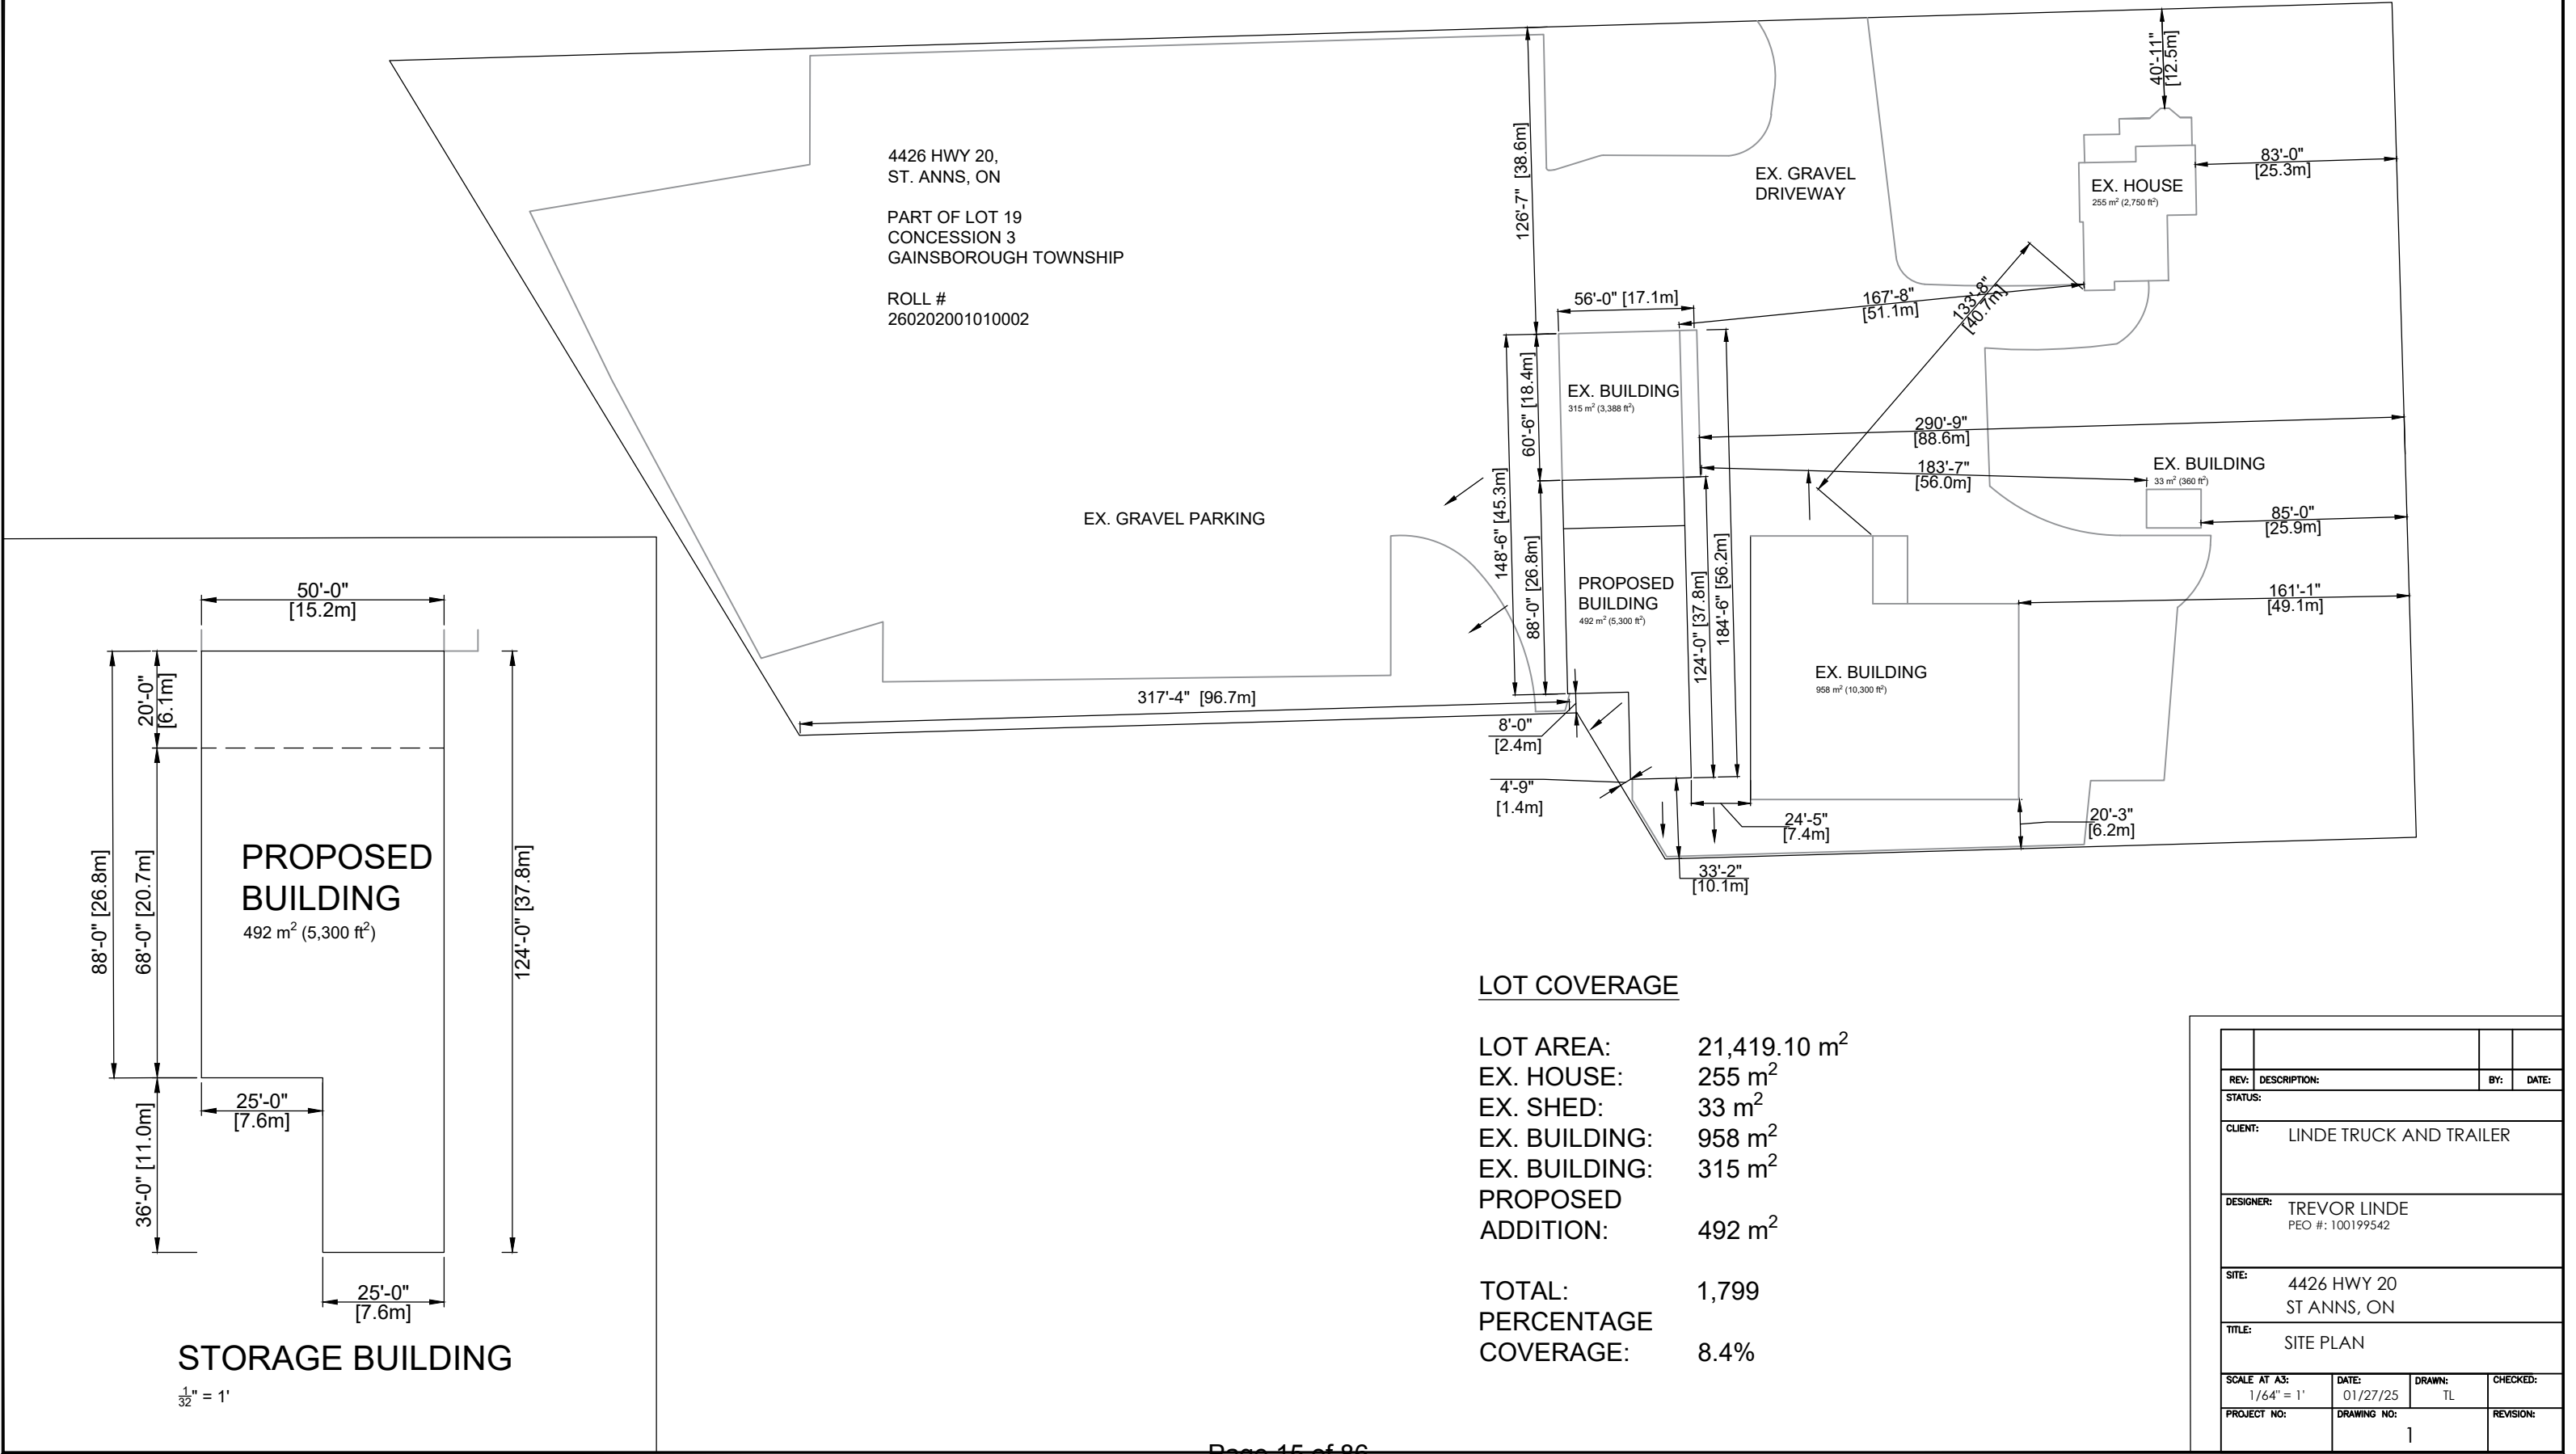 40'-11"
[12.5m]
4426 HWY 20,
ST. ANNS, ON
PART OF LOT 19
CONCESSION 3
GAINSBOROUGH TOWNSHIP
ROLL #
260202001010002
126'-7" [38.6m]
EX. GRAVEL
DRIVEWAY
83'-0"
[25.3m]
EX. HOUSE
255 m² (2,750 ft²)
56'-0" [17.1m]
167'-8"
[51.1m]
133'-8"
[40.7m]
EX. BUILDING
315 m² (3,388 ft²)
60'-6" [18.4m]
148'-6" [45.3m]
88'-0" [26.8m]
290'-9"
[88.6m]
183'-7"
[56.0m]
EX. BUILDING
33 m² (360 ft²)
85'-0"
[25.9m]
EX. GRAVEL PARKING
PROPOSED
BUILDING
492 m² (5,300 ft²)
124'-0" [37.8m]
184'-6" [56.2m]
161'-1"
[49.1m]
EX. BUILDING
958 m² (10,300 ft²)
317'-4" [96.7m]
8'-0"
[2.4m]
4'-9"
[1.4m]
24'-5"
[7.4m]
20'-3"
[6.2m]
33'-2"
[10.1m]
50'-0"
[15.2m]
20'-0"
[6.1m]
88'-0" [26.8m]
68'-0" [20.7m]
PROPOSED
BUILDING
492 m² (5,300 ft²)
124'-0" [37.8m]
25'-0"
[7.6m]
36'-0" [11.0m]
25'-0"
[7.6m]
STORAGE BUILDING
1/32" = 1'
LOT COVERAGE
LOT AREA: 21,419.10 m²
EX. HOUSE: 255 m²
EX. SHED: 33 m²
EX. BUILDING: 958 m²
EX. BUILDING: 315 m²
PROPOSED
ADDITION: 492 m²
TOTAL: 1,799
PERCENTAGE
COVERAGE: 8.4%
REV: DESCRIPTION: BY: DATE:
STATUS:
CLIENT: LINDE TRUCK AND TRAILER
DESIGNER: TREVOR LINDE
PEO #: 100199542
SITE: 4426 HWY 20
ST ANNS, ON
TITLE: SITE PLAN
SCALE AT A3: DATE: DRAWN: CHECKED:
1/64" = 1' 01/27/25 TL
PROJECT NO: DRAWING NO: REVISION:
1
Page 15 of 86